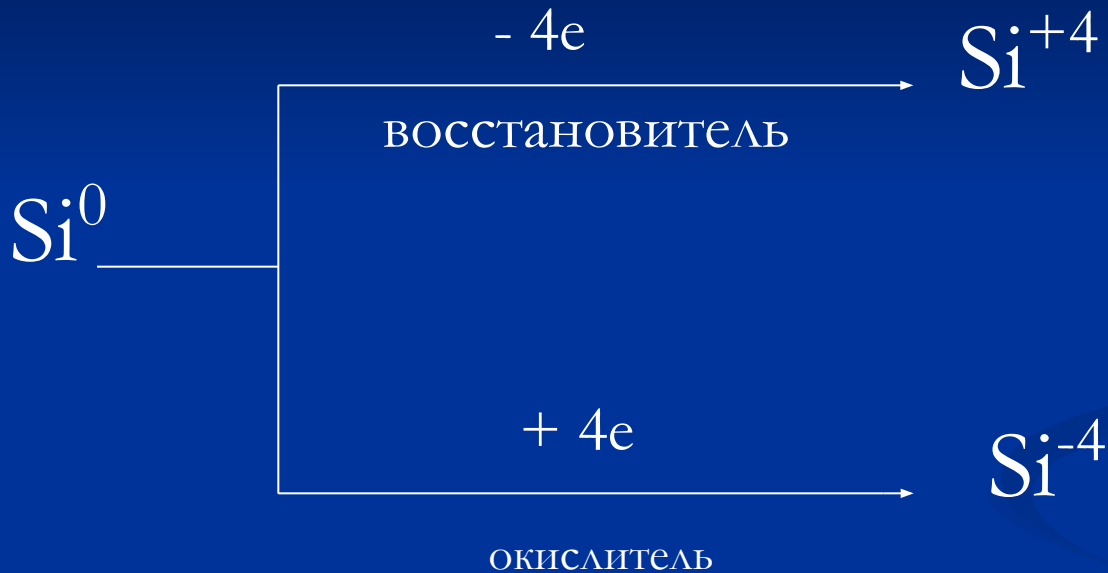 - 4e
Si⁺⁴
восстановитель
Si⁰
+ 4e
Si⁻⁴
окислитель